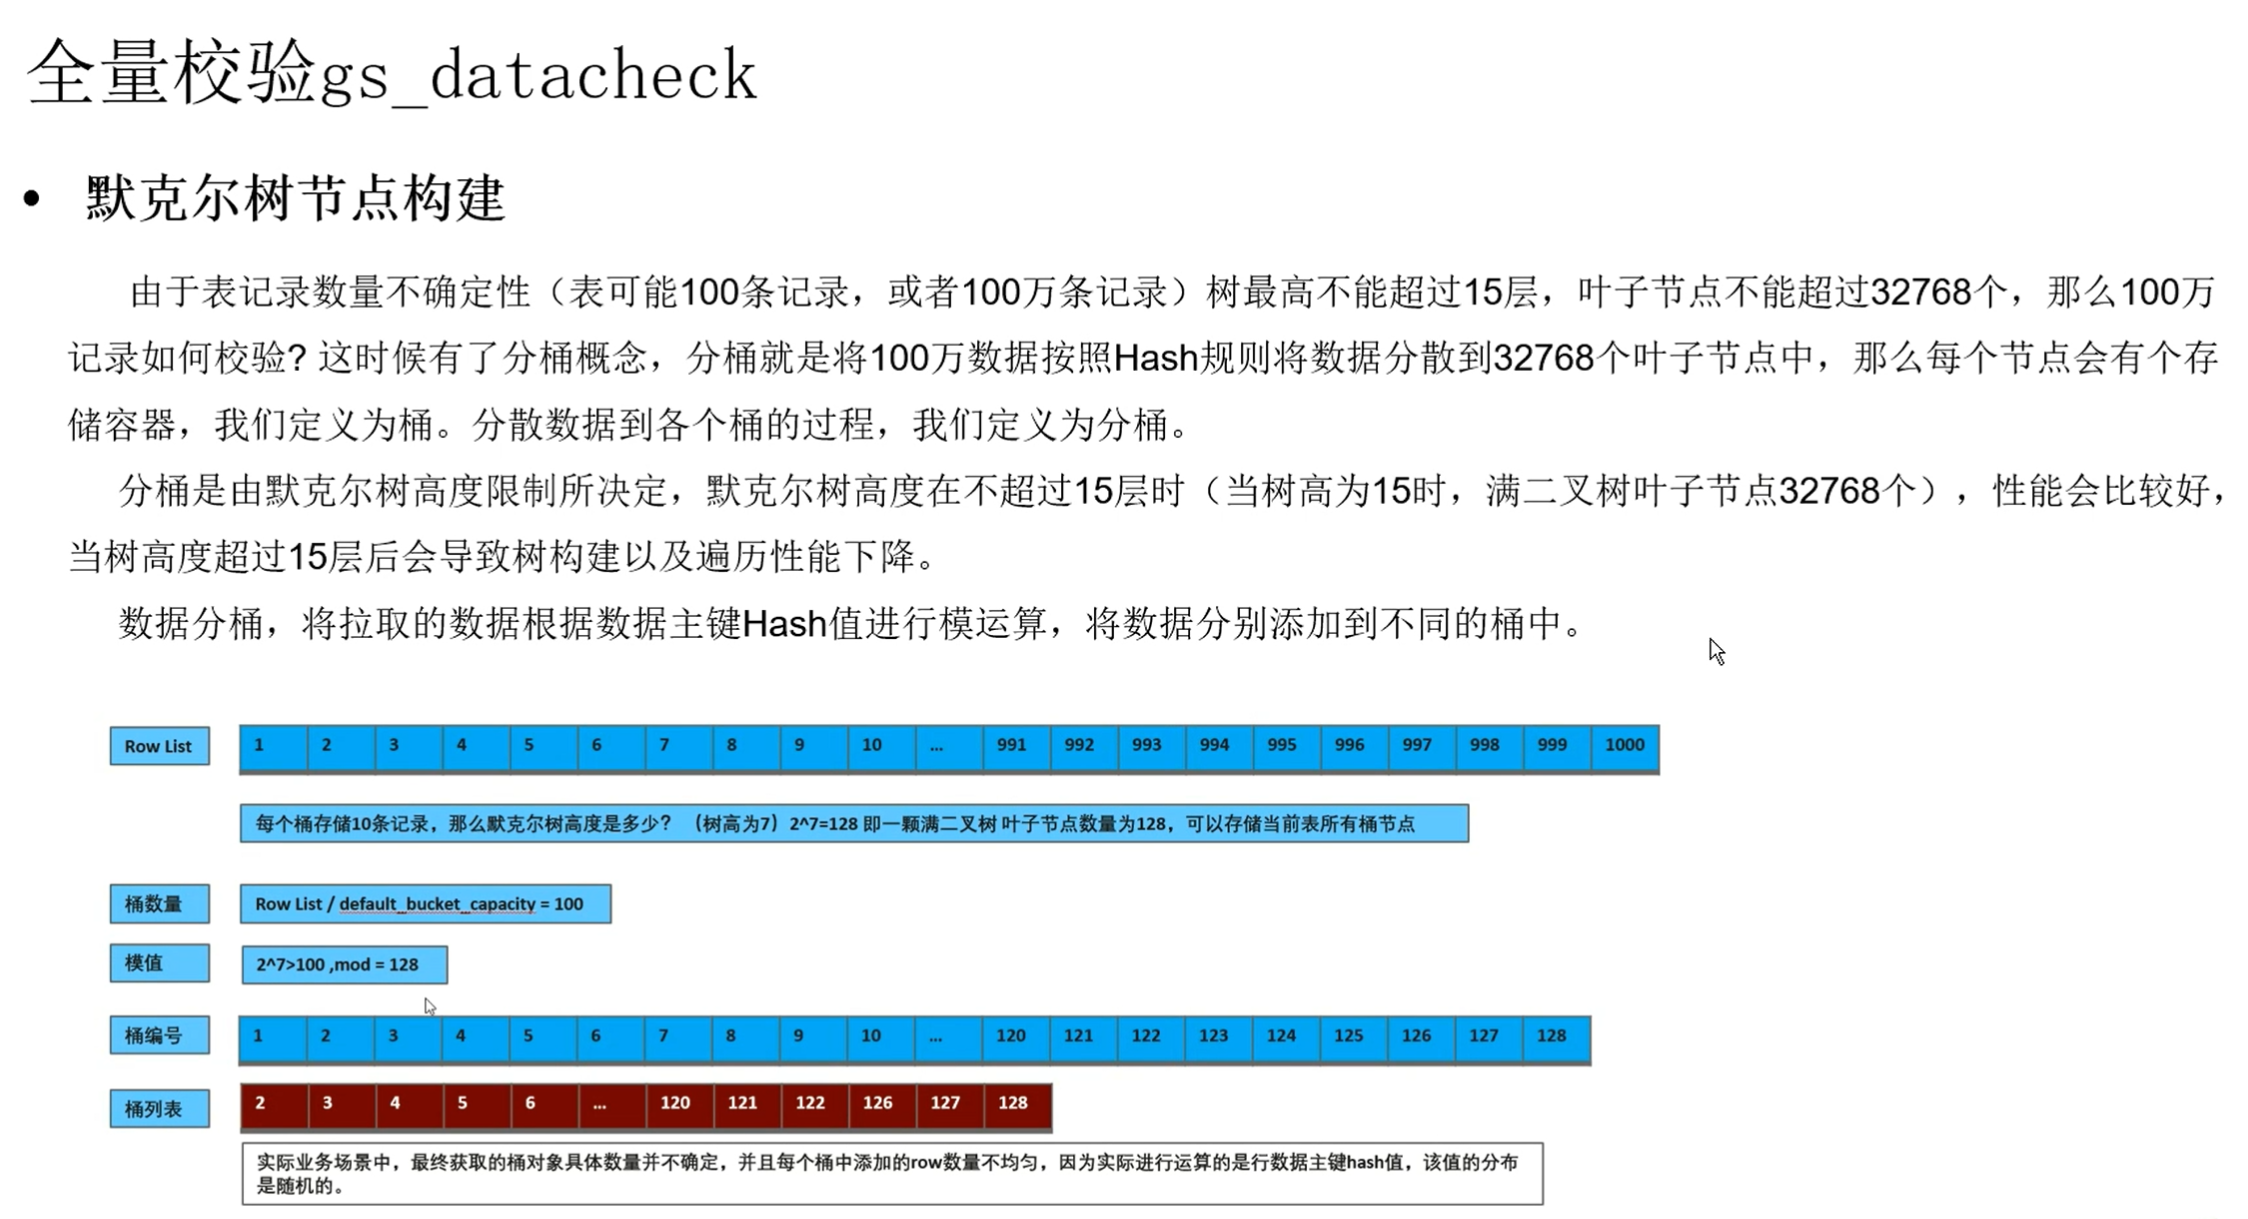 全量校验gs_datacheck
• 默克尔树节点构建
由于表记录数量不确定性（表可能100条记录，或者100万条记录）树最高不能超过15层，叶子节点不能超过32768个，那么100万
记录如何校验？这时候有了分桶概念，分桶就是将100万数据按照Hash规则将数据分散到32768个叶子节点中，那么每个节点会有个存
储容器，我们定义为桶。分散数据到各个桶的过程，我们定义为分桶。
分桶是由默克尔树高度限制所决定，默克尔树高度在不超过15层时（当树高为15时，满二叉树叶子节点32768个），性能会比较好，
当树高度超过15层后会导致树构建以及遍历性能下降。
数据分桶，将拉取的数据根据数据主键Hash值进行模运算，将数据分别添加到不同的桶中。
Row List 1 2 3 4 5 6 7 8 9 10 ... 991 992 993 994 995 996 997 998 999 1000
每个桶存储10条记录，那么默克尔树高度是多少？ （树高为7）2^7=128 即一颗满二叉树 叶子节点数量为128，可以存储当前表所有桶节点
桶数量 Row List / default_bucket_capacity = 100
模值 2^7>100 ,mod = 128
桶编号 1 2 3 4 5 6 7 8 9 10 ... 120 121 122 123 124 125 126 127 128
桶列表 2 3 4 5 6 ... 120 121 122 126 127 128
实际业务场景中，最终获取的桶对象具体数量并不确定，并且每个桶中添加的row数量不均匀，因为实际进行运算的是行数据主键hash值，该值的分布
是随机的。